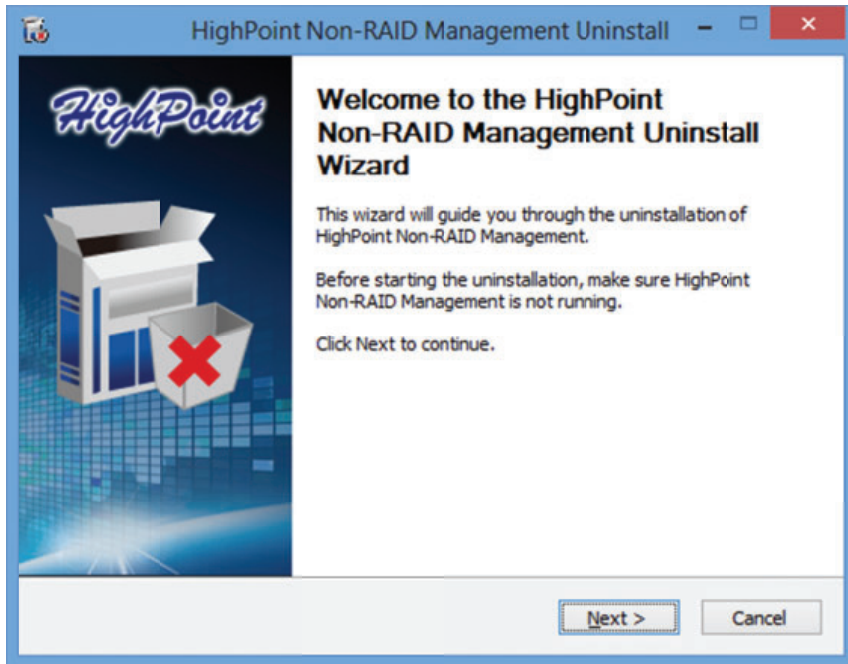 HighPoint Non-RAID Management Uninstall
HighPoint
Welcome to the HighPoint
Non-RAID Management Uninstall
Wizard
This wizard will guide you through the uninstallation of
HighPoint Non-RAID Management.
Before starting the uninstallation, make sure HighPoint
Non-RAID Management is not running.
Click Next to continue.
Next >
Cancel